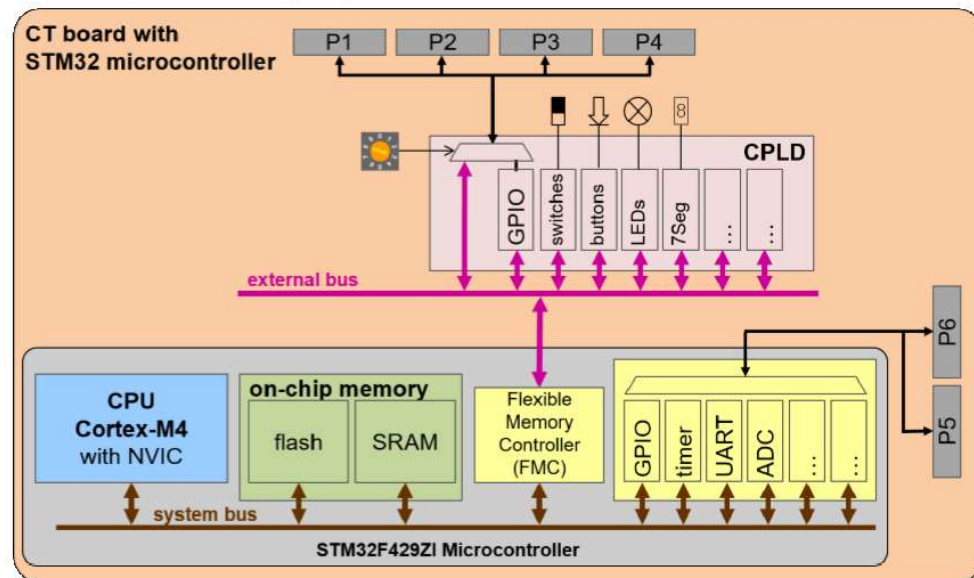 CT board with
STM32 microcontroller
P1
P2
P3
P4
8
CPLD
GPIO
switches
buttons
LEDs
7Seg
...
...
external bus
P6
P5
CPU
Cortex-M4
with NVIC
on-chip memory
flash
SRAM
Flexible
Memory
Controller
(FMC)
GPIO
timer
UART
ADC
...
...
system bus
STM32F429ZI Microcontroller